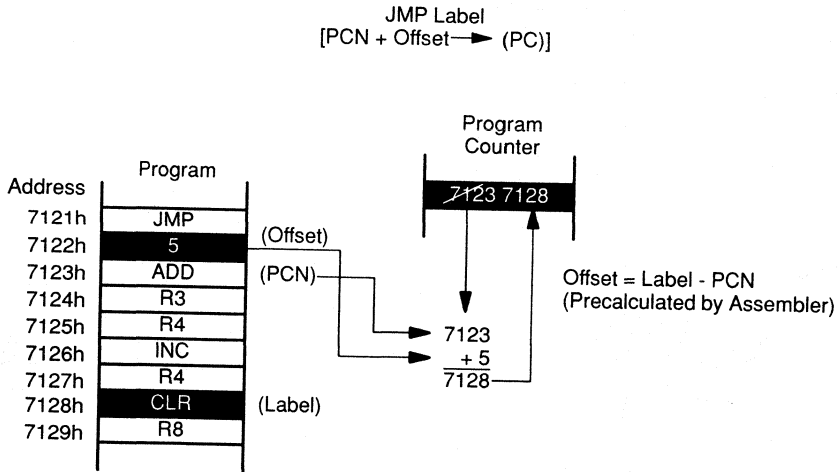 JMP Label
[PCN + Offset → (PC)]
Program
Counter
Program
Address
7123 7128
7121h JMP
7122h 5 (Offset)
7123h ADD (PCN)
7124h R3
7125h R4
7126h INC
7127h R4
7128h CLR (Label)
7129h R8
Offset = Label - PCN
(Precalculated by Assembler)
7123
+ 5
7128